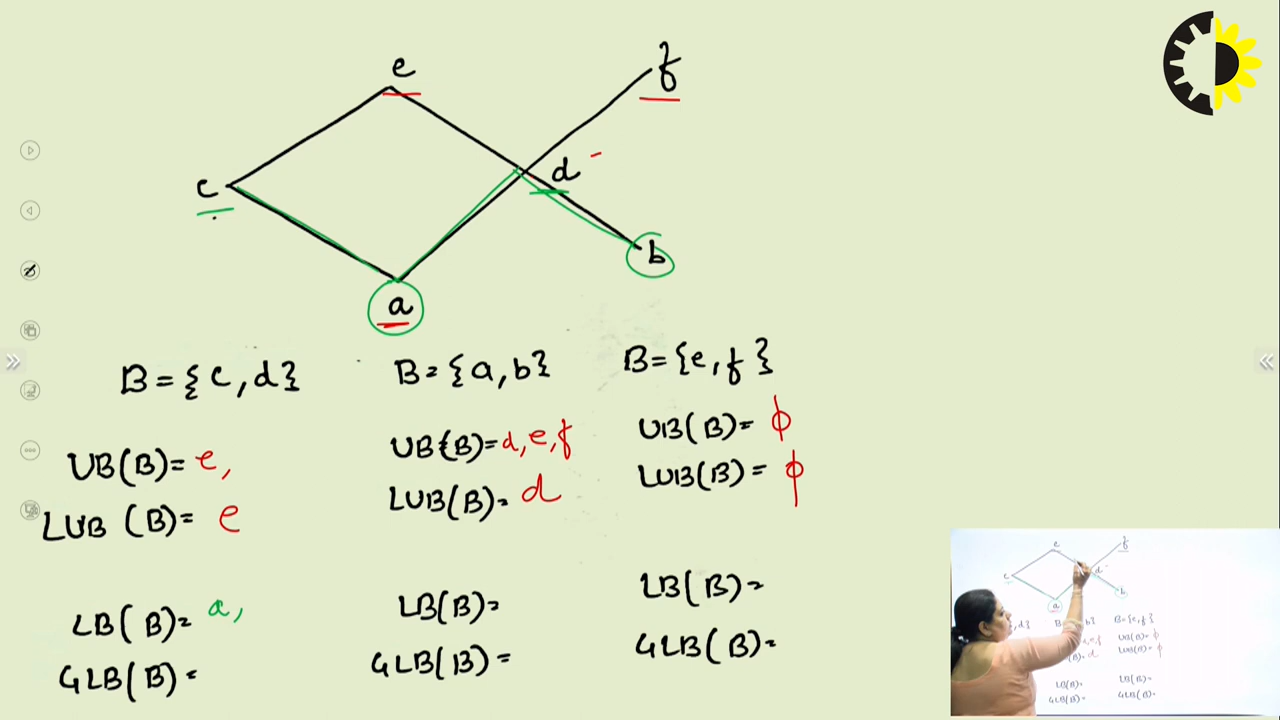 e
f
c
d
b
a
B = {c, d}
UB(B) = e,
LUB (B) = e
LB(B) = a,
GLB(B) =
B = {a, b}
UB(B) = d, e, f
LUB(B) = d
LB(B) =
GLB(B) =
B = {e, f}
UB(B) = ϕ
LUB(B) = ϕ
LB(B) =
GLB(B) =